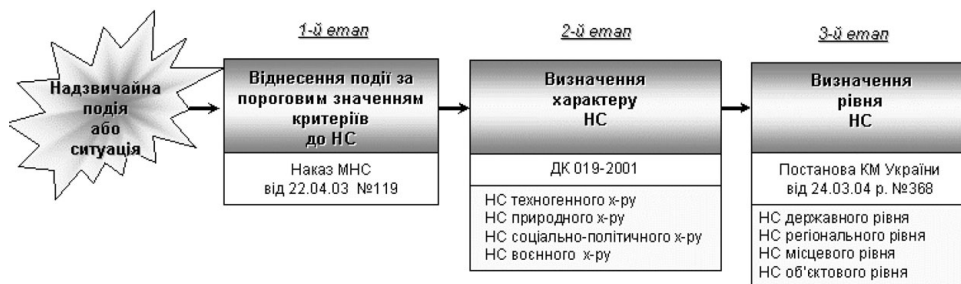 1-й етап
2-й етап
3-й етап
Надзвичайна
подія
або
ситуація
Віднесення події за
пороговим значенням
критеріїв
до НС
Наказ МНС
від 22.04.03 №119
Визначення
характеру
НС
ДК 019-2001
НС техногенного х-ру
НС природного х-ру
НС соціально-політичного х-ру
НС воєнного х-ру
Визначення
рівня
НС
Постанова КМ України
від 24.03.04 р. №368
НС державного рівня
НС регіонального рівня
НС місцевого рівня
НС об'єктового рівня